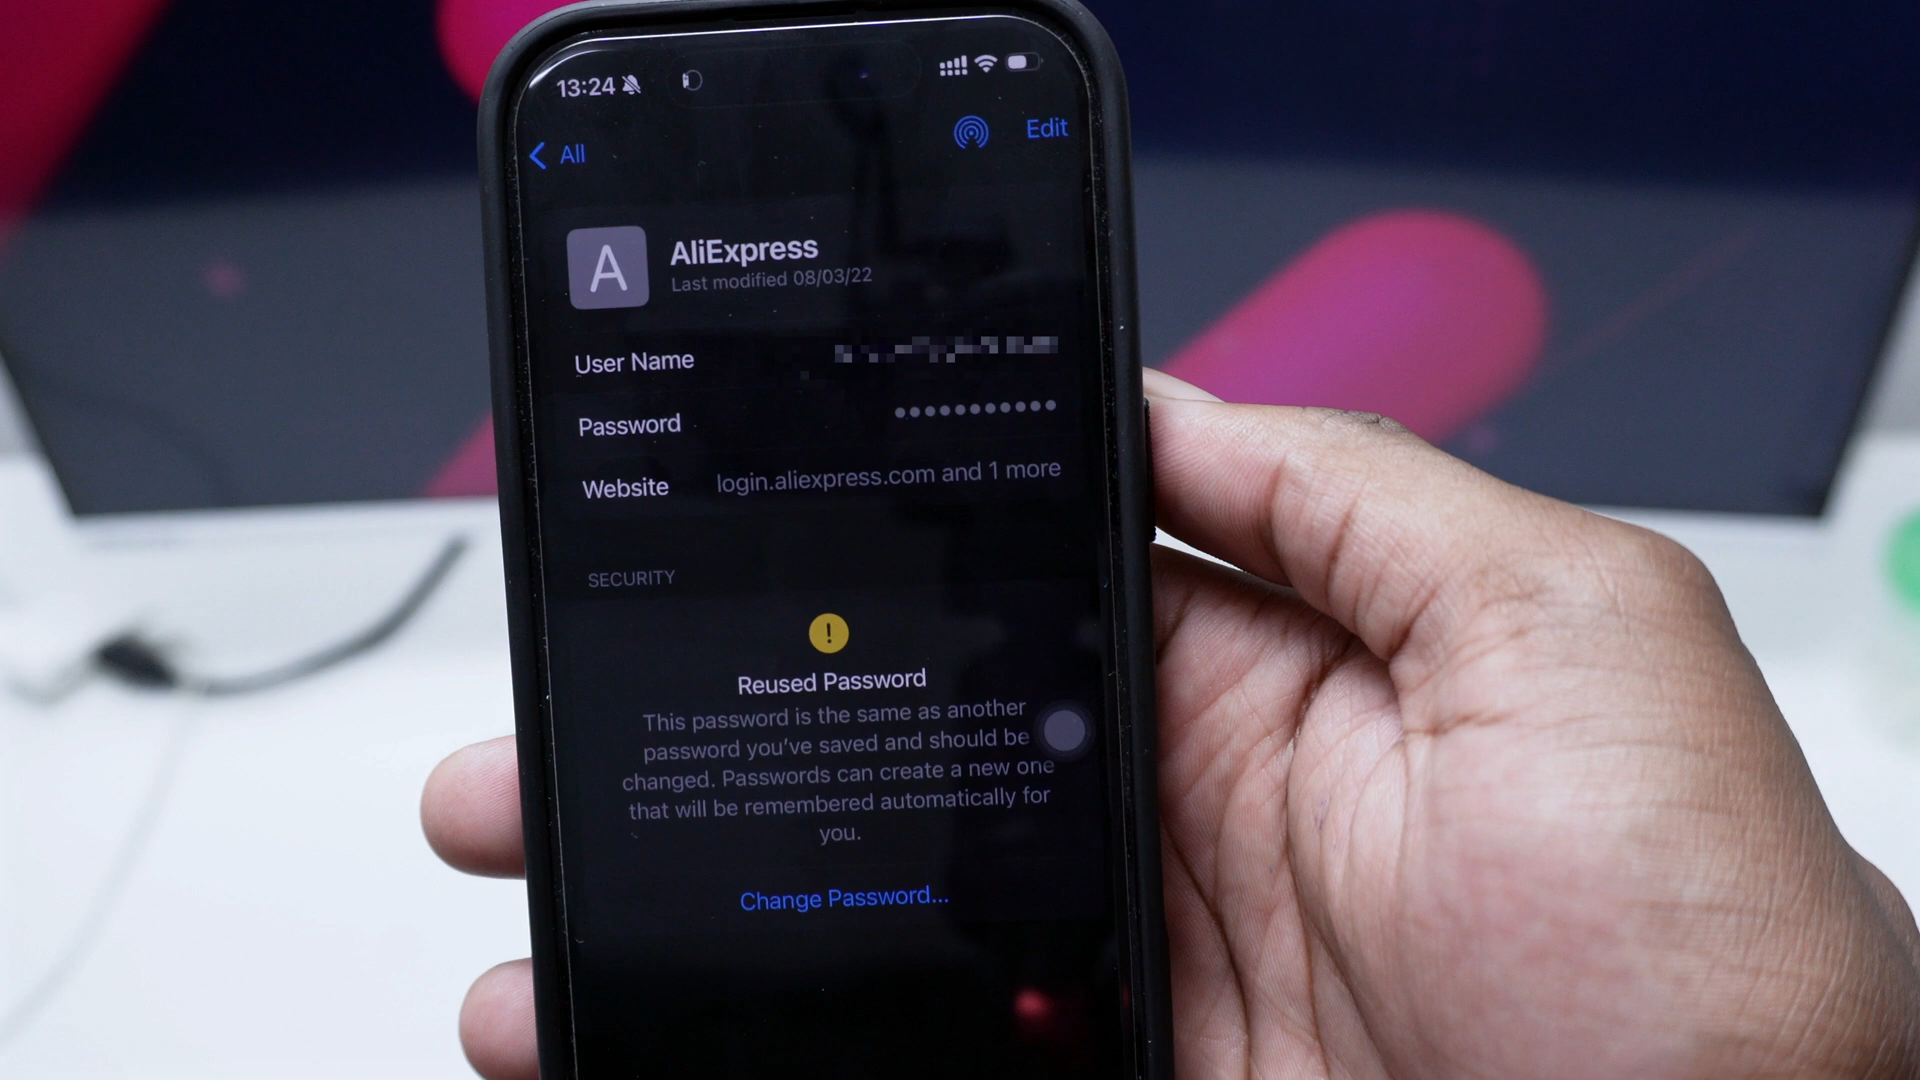 13:24
All
Edit
A
AliExpress
Last modified 08/03/22
User Name
Password ●●●●●●●●●●●
Website login.aliexpress.com and 1 more
SECURITY
!
Reused Password
This password is the same as another
password you’ve saved and should be
changed. Passwords can create a new one
that will be remembered automatically for
you.
Change Password...